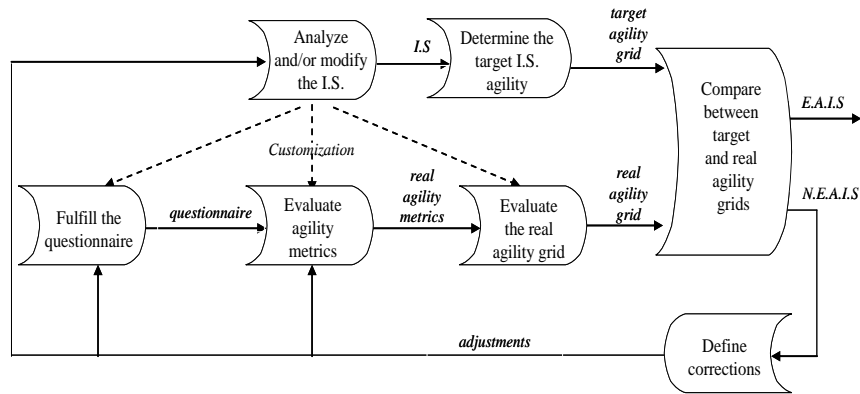 Analyze
and/or modify
the I.S.
I.S
Determine the
target I.S.
agility
target
agility
grid
Compare
between
target
and real
agility
grids
E.A.I.S
N.E.A.I.S
Customization
Fulfill the
questionnaire
questionnaire
Evaluate
agility
metrics
real
agility
metrics
Evaluate
the real
agility grid
real
agility
grid
adjustments
Define
corrections